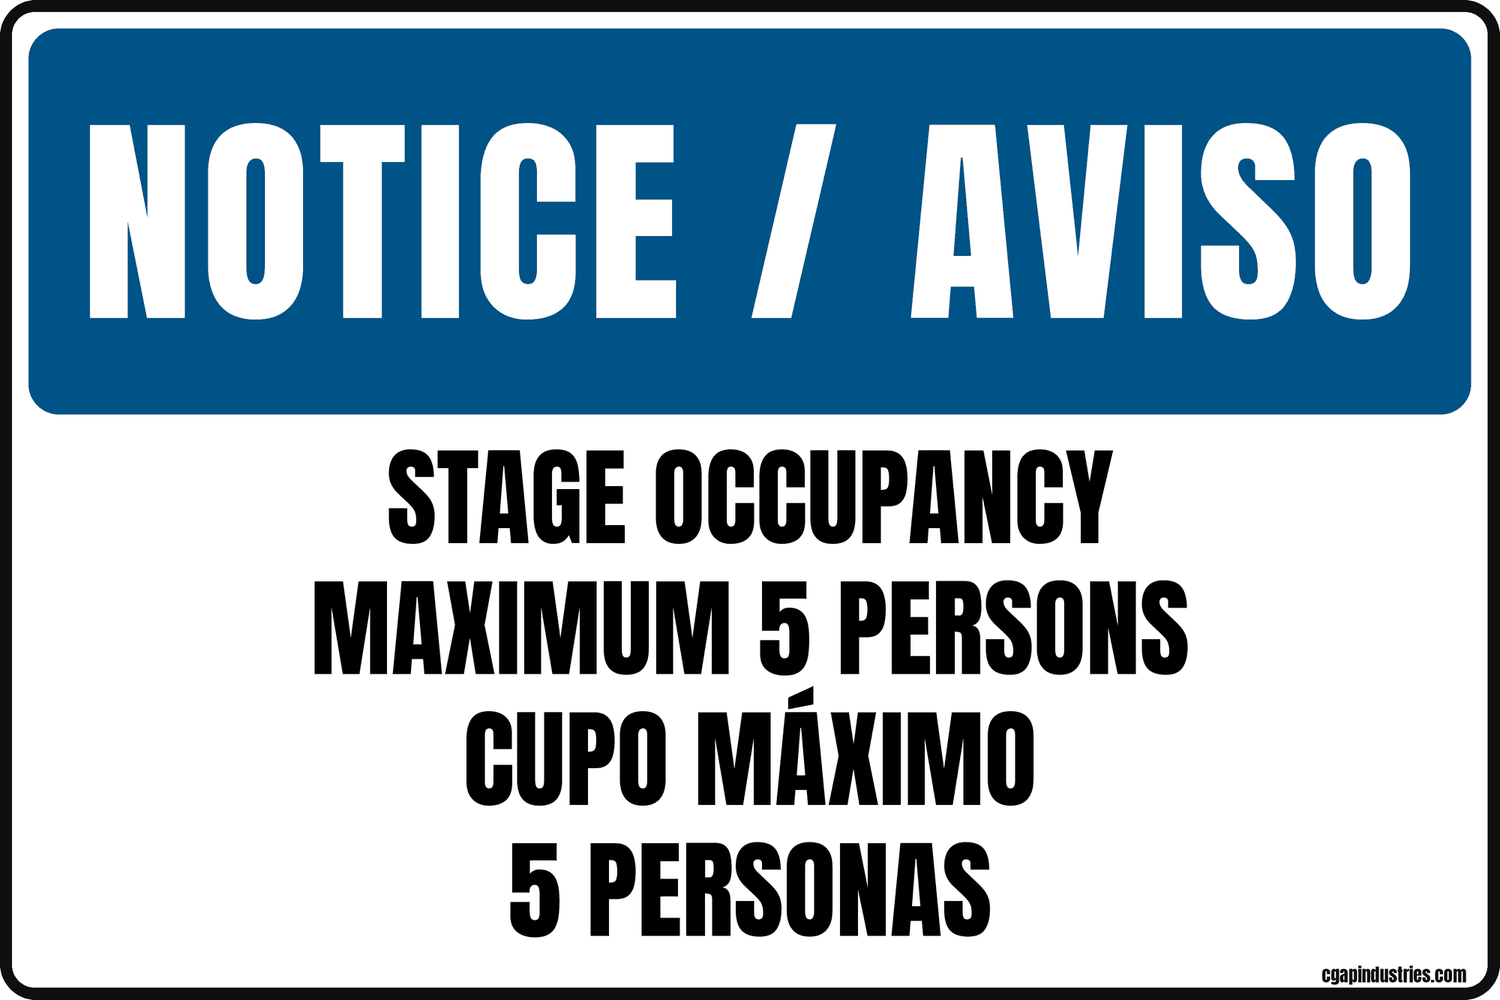 NOTICE / AVISO
STAGE OCCUPANCY
MAXIMUM 5 PERSONS
CUPO MÁXIMO
5 PERSONAS
cgapindustries.com